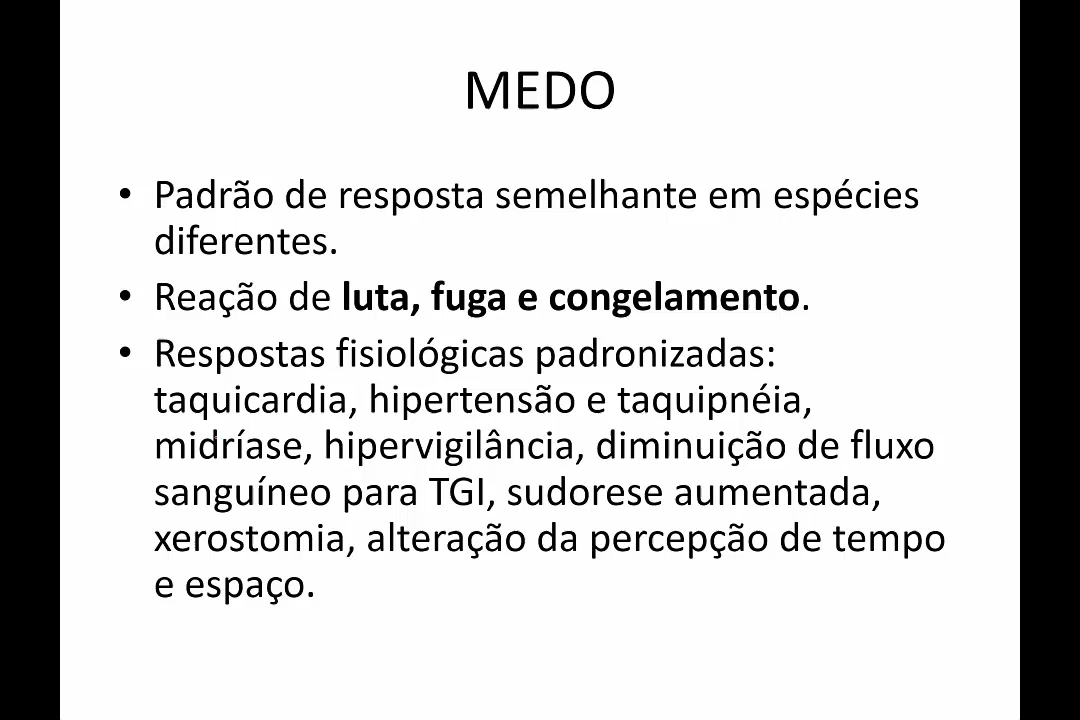 MEDO
• Padrão de resposta semelhante em espécies
diferentes.
• Reação de luta, fuga e congelamento.
• Respostas fisiológicas padronizadas:
taquicardia, hipertensão e taquipnéia,
midríase, hipervigilância, diminuição de fluxo
sanguíneo para TGI, sudorese aumentada,
xerostomia, alteração da percepção de tempo
e espaço.